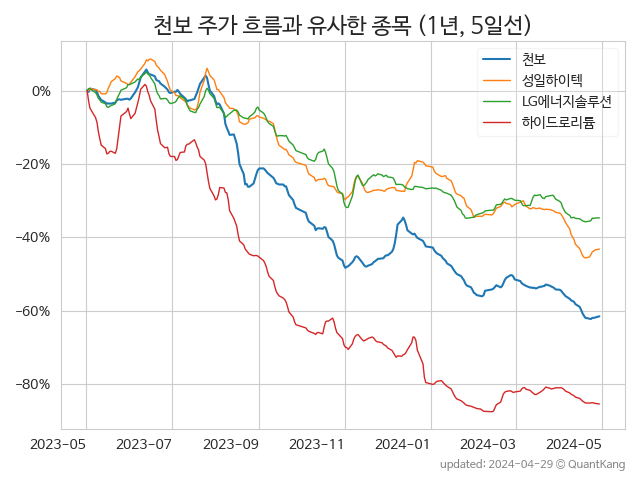 천보 주가 흐름과 유사한 종목 (1년, 5일선)
천보
성일하이텍
LG에너지솔루션
하이드로리튬
0%
−20%
−40%
−60%
−80%
2023-05 2023-07 2023-09 2023-11 2024-01 2024-03 2024-05
updated: 2024-04-29 © QuantKang